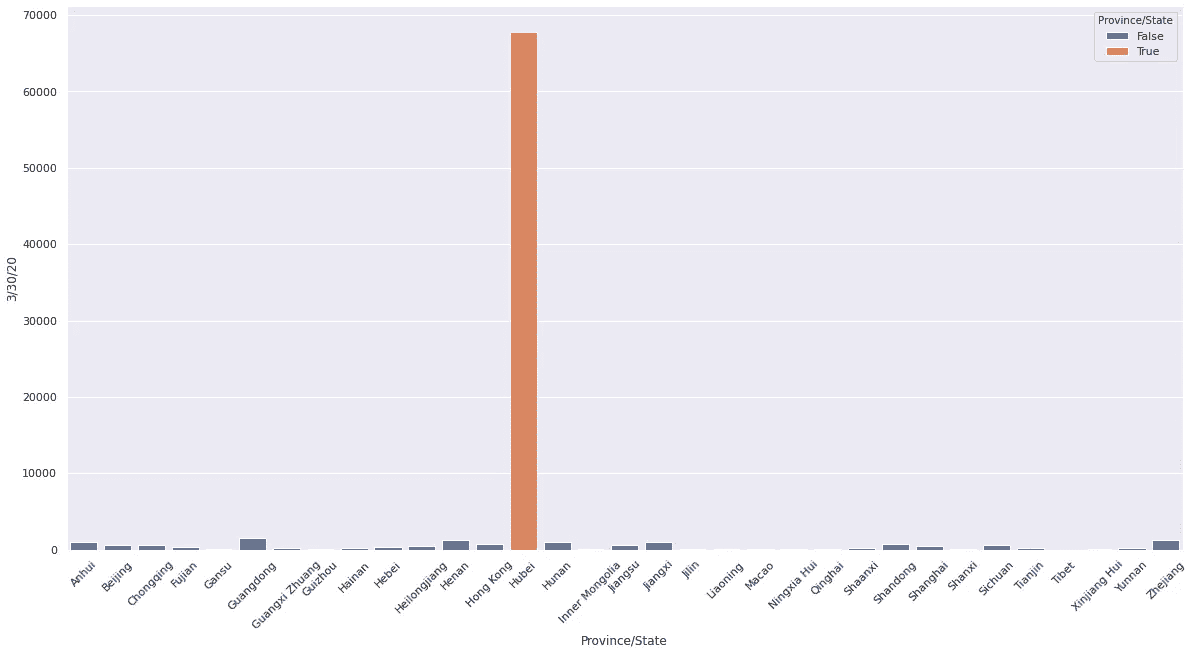 70000
60000
50000
40000
30000
20000
10000
0
3/30/20
Province/State
False
True
Anhui
Beijing
Chongqing
Fujian
Gansu
Guangdong
Guangxi Zhuang
Guizhou
Hainan
Hebei
Heilongjiang
Henan
Hong Kong
Hubei
Hunan
Inner Mongolia
Jiangsu
Jiangxi
Jilin
Liaoning
Macao
Ningxia Hui
Qinghai
Shaanxi
Shandong
Shanghai
Shanxi
Sichuan
Tianjin
Tibet
Xinjiang Hui
Yunnan
Zhejiang
Province/State